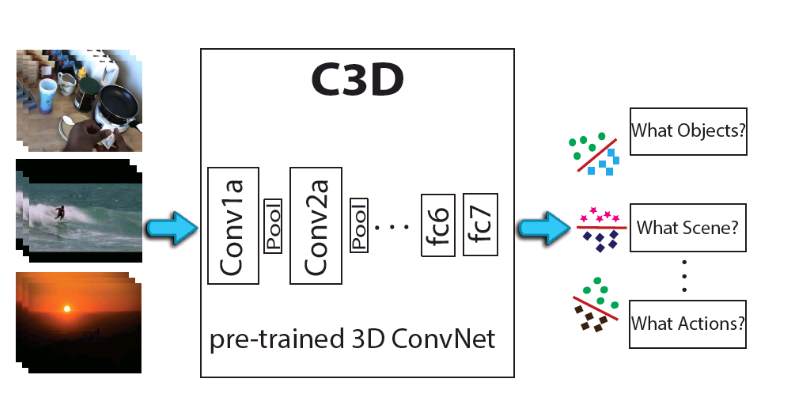 C3D
Conv1a
Pool
Conv2a
Pool
...
fc6
fc7
pre-trained 3D ConvNet
What Objects?
What Scene?
What Actions?